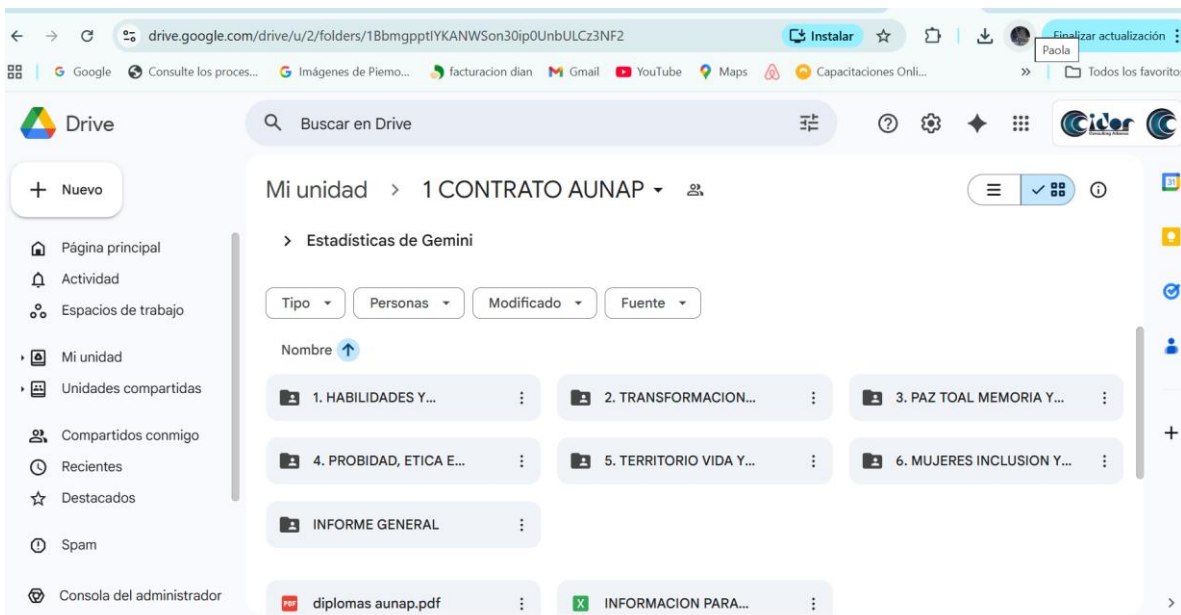 drive.google.com/drive/u/2/folders/1BbmgpptIYKANWSon30ip0UnbULCz3NF2
Instalar
Finalizar actualización
Paola
Google
Consulte los proces...
Imágenes de Piemo...
facturacion dian
Gmail
YouTube
Maps
Capacitaciones Onli...
»
Todos los favoritos
Drive
Buscar en Drive
Cidor
Nuevo
Mi unidad > 1 CONTRATO AUNAP
Estadísticas de Gemini
Página principal
Actividad
Espacios de trabajo
Mi unidad
Unidades compartidas
Compartidos conmigo
Recientes
Destacados
Spam
Consola del administrador
Tipo
Personas
Modificado
Fuente
Nombre
1. HABILIDADES Y...
2. TRANSFORMACION...
3. PAZ TOAL MEMORIA Y...
4. PROBIDAD, ETICA E...
5. TERRITORIO VIDA Y...
6. MUJERES INCLUSION Y...
INFORME GENERAL
PDF
diplomas aunap.pdf
X
INFORMACION PARA...
31